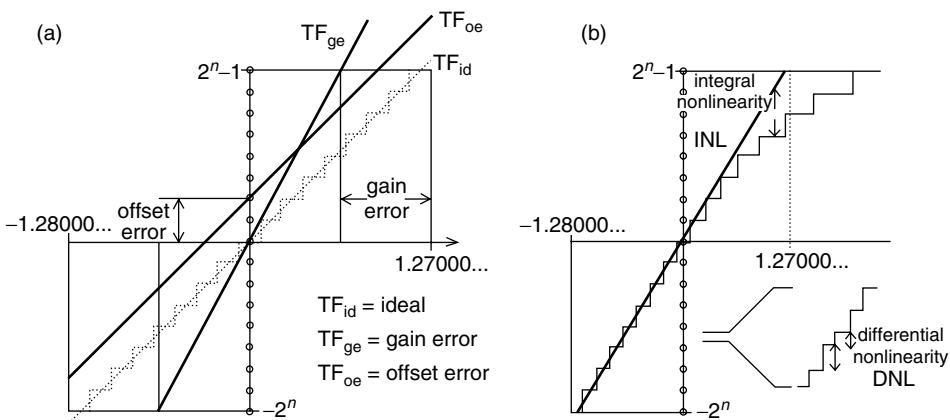 (a)
TF_ge
TF_oe
TF_id
2^n–1
gain
error
offset
error
–1.28000...
1.27000...
TF_id = ideal
TF_ge = gain error
TF_oe = offset error
–2^n
(b)
2^n–1
integral
nonlinearity
INL
–1.28000...
1.27000...
differential
nonlinearity
DNL
–2^n